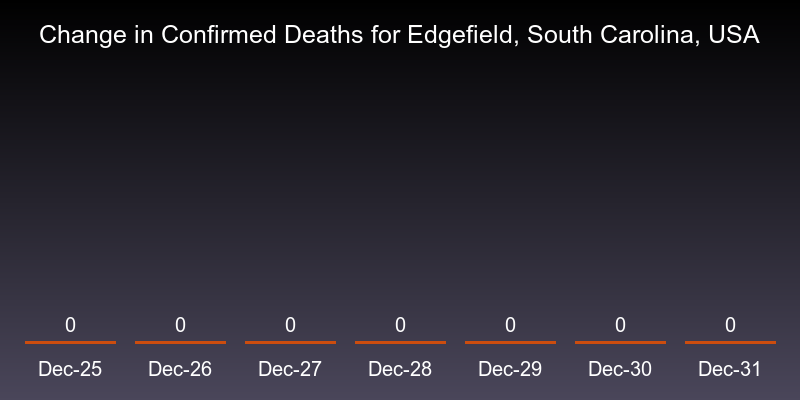 Change in Confirmed Deaths for Edgefield, South Carolina, USA
0 0 0 0 0 0 0
Dec-25 Dec-26 Dec-27 Dec-28 Dec-29 Dec-30 Dec-31